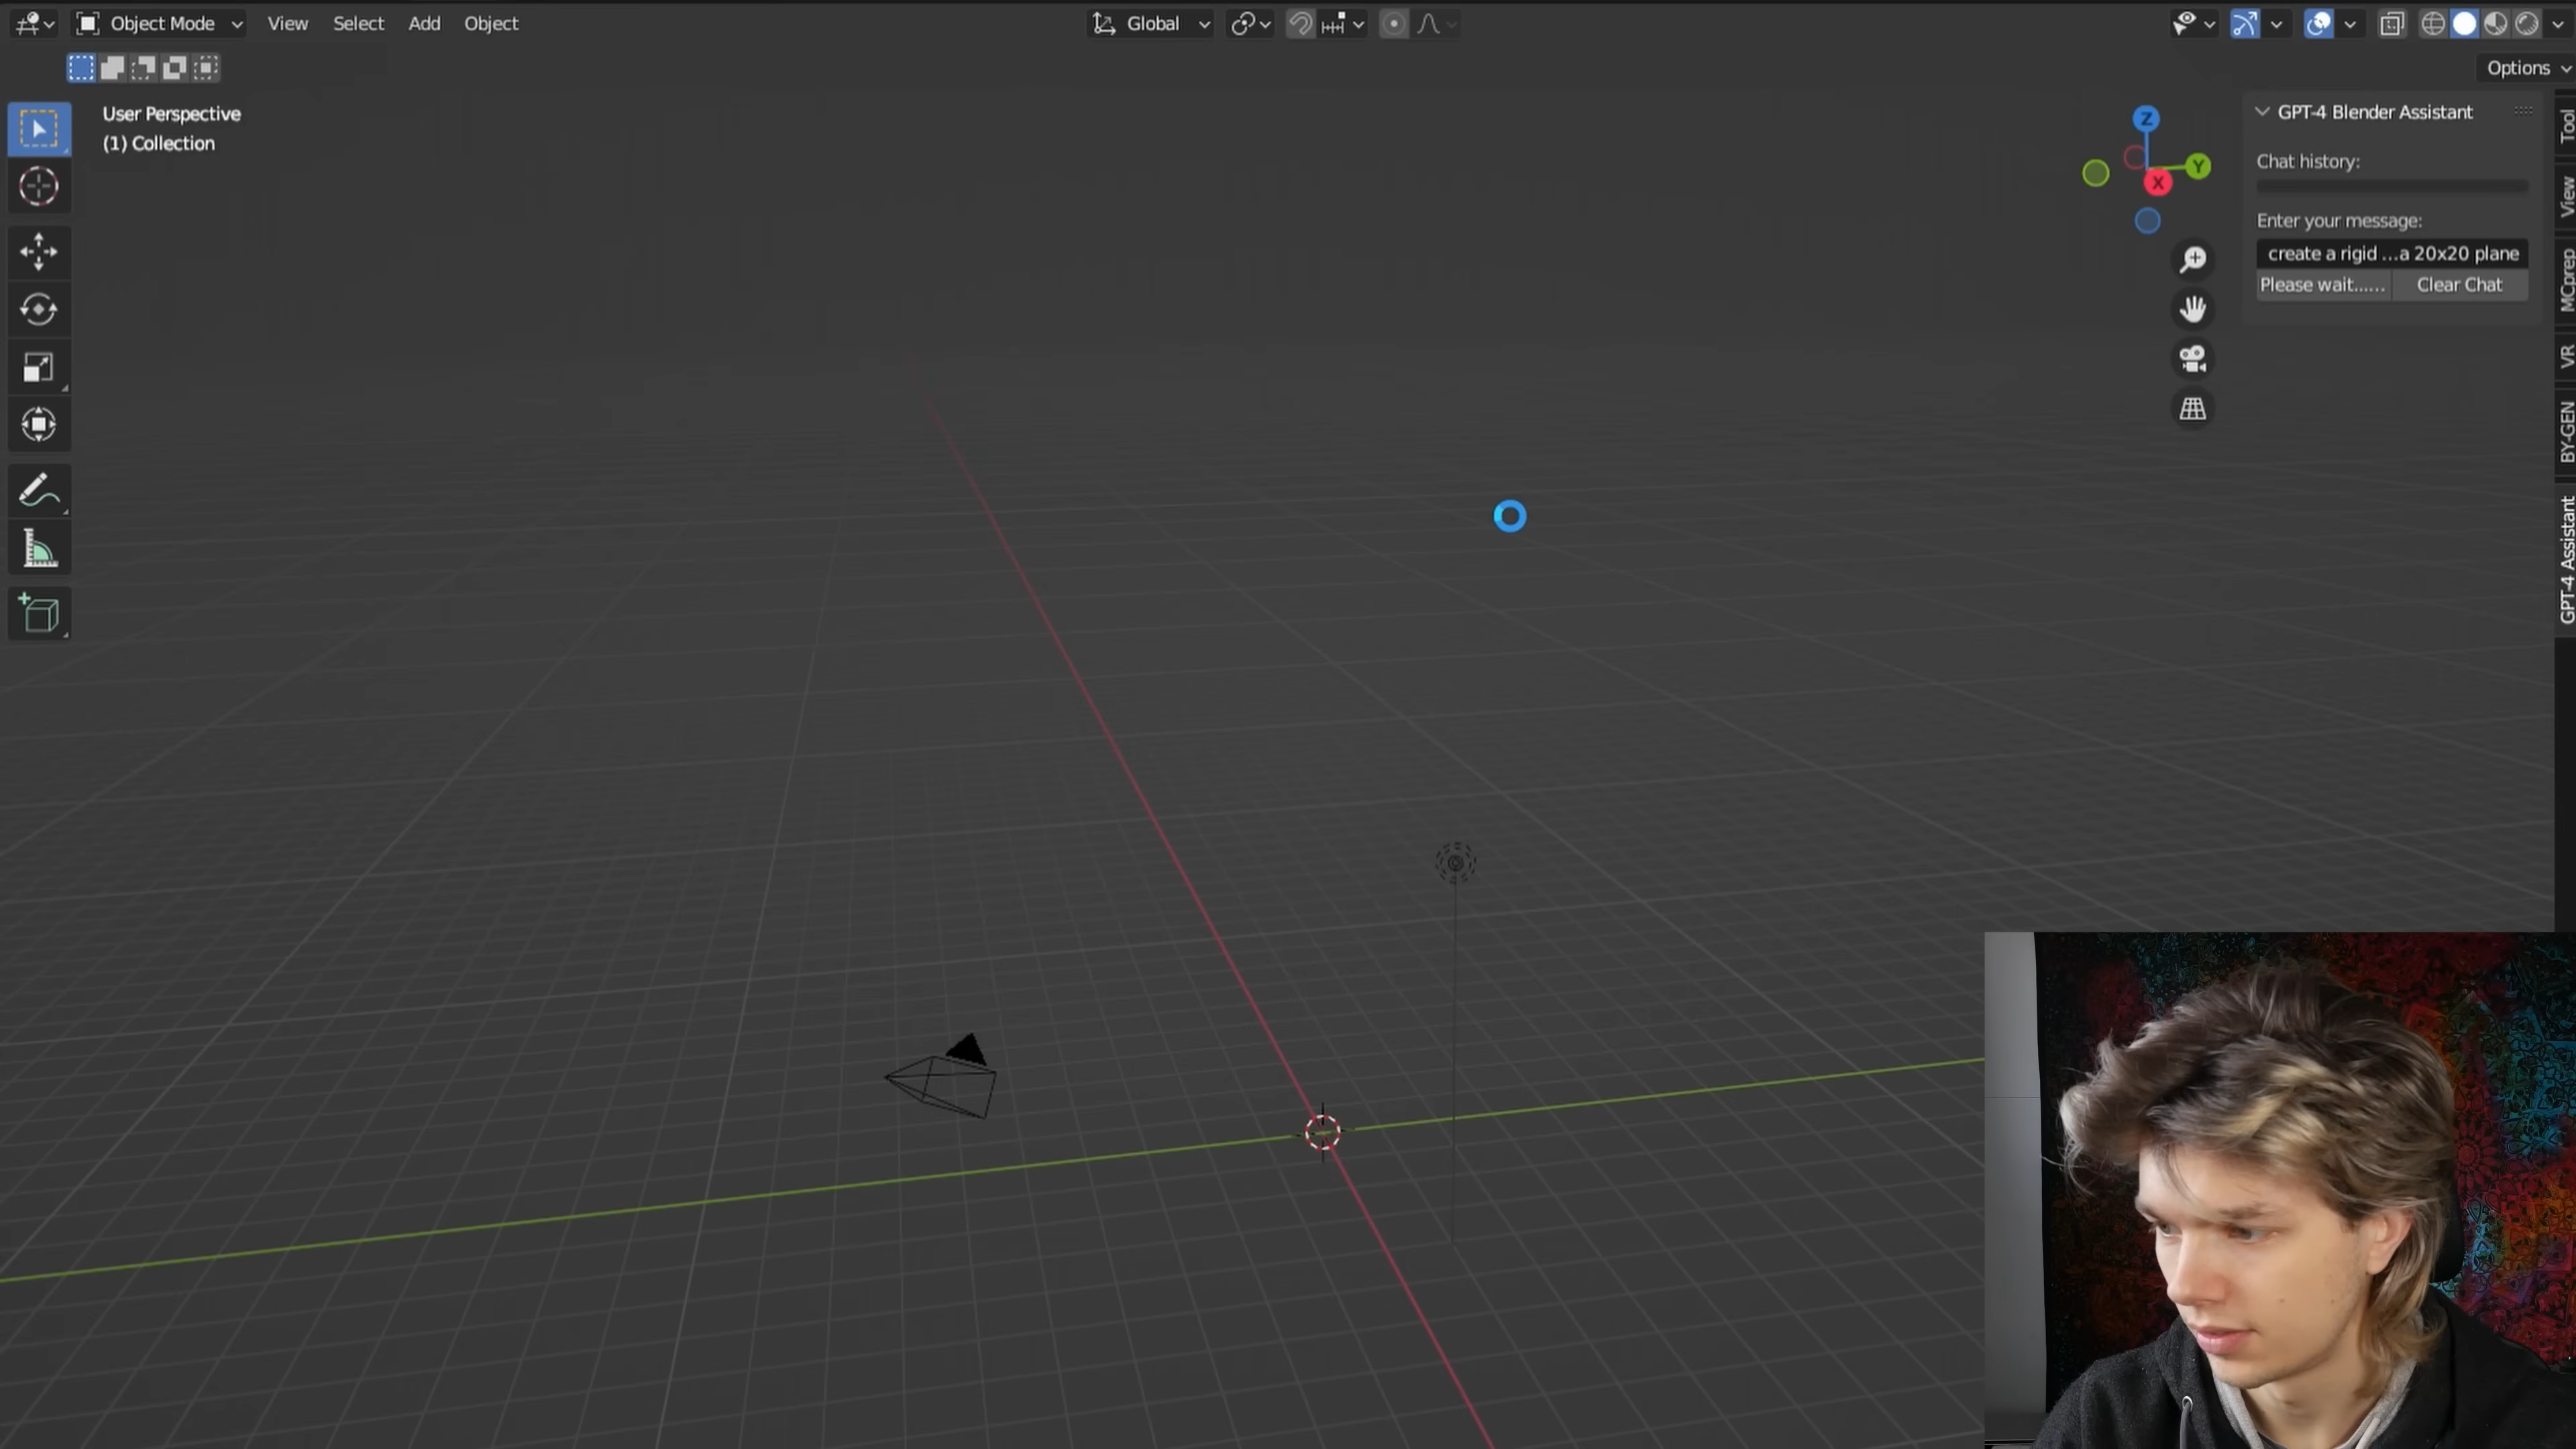 Object Mode
View
Select
Add
Object
Global
Options
User Perspective
(1) Collection
Z
Y
X
GPT-4 Blender Assistant
Chat history:
Enter your message:
create a rigid ...a 20x20 plane
Please wait......
Clear Chat
Tool
View
MCprep
VR
BY-GEN
GPT-4 Assistant